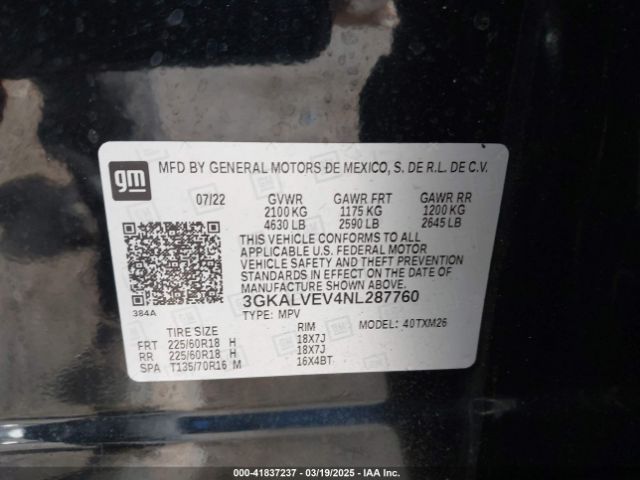 gm
MFD BY GENERAL MOTORS DE MEXICO, S. DE R.L. DE C.V.
07/22 GVWR GAWR FRT GAWR RR
2100 KG 1175 KG 1200 KG
4630 LB 2590 LB 2645 LB
THIS VEHICLE CONFORMS TO ALL
APPLICABLE U.S. FEDERAL MOTOR
VEHICLE SAFETY AND THEFT PREVENTION
STANDARDS IN EFFECT ON THE DATE OF
MANUFACTURE SHOWN ABOVE.
384A
3GKALVEV4NL287760
TYPE: MPV MODEL: 40TXM26
TIRE SIZE RIM
FRT 225/60R18 H 18X7J
RR 225/60R18 H 18X7J
SPA T135/70R16 M 16X4BT
000-41837237 - 03/19/2025 - IAA Inc.